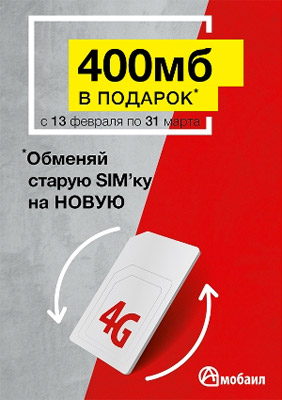 400мб
В ПОДАРОК*
с 13 февраля по 31 марта
*Обменяй
старую SIM'ку
на НОВУЮ
4G
А мобаил